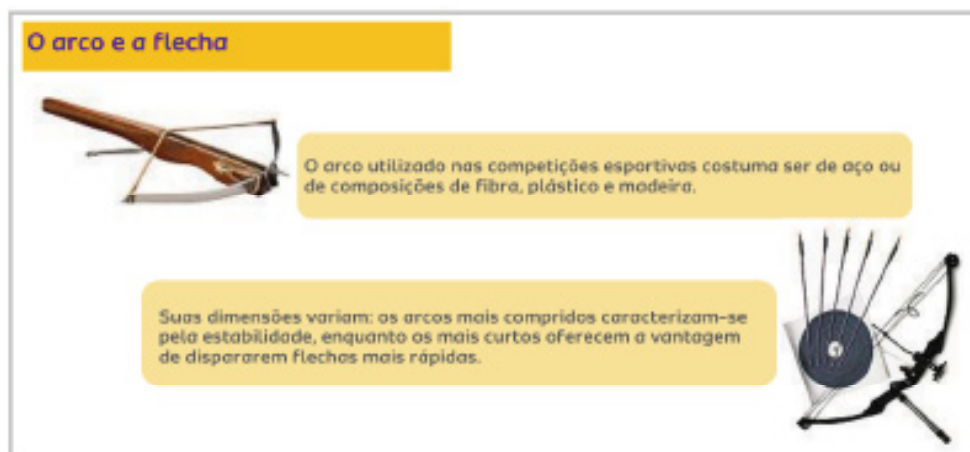 O arco e a flecha
O arco utilizado nas competições esportivas costuma ser de aço ou
de composições de fibra, plástico e madeira.
Suas dimensões variam: os arcos mais compridos caracterizam-se
pela estabilidade, enquanto os mais curtos oferecem a vantagem
de dispararem flechas mais rápidas.